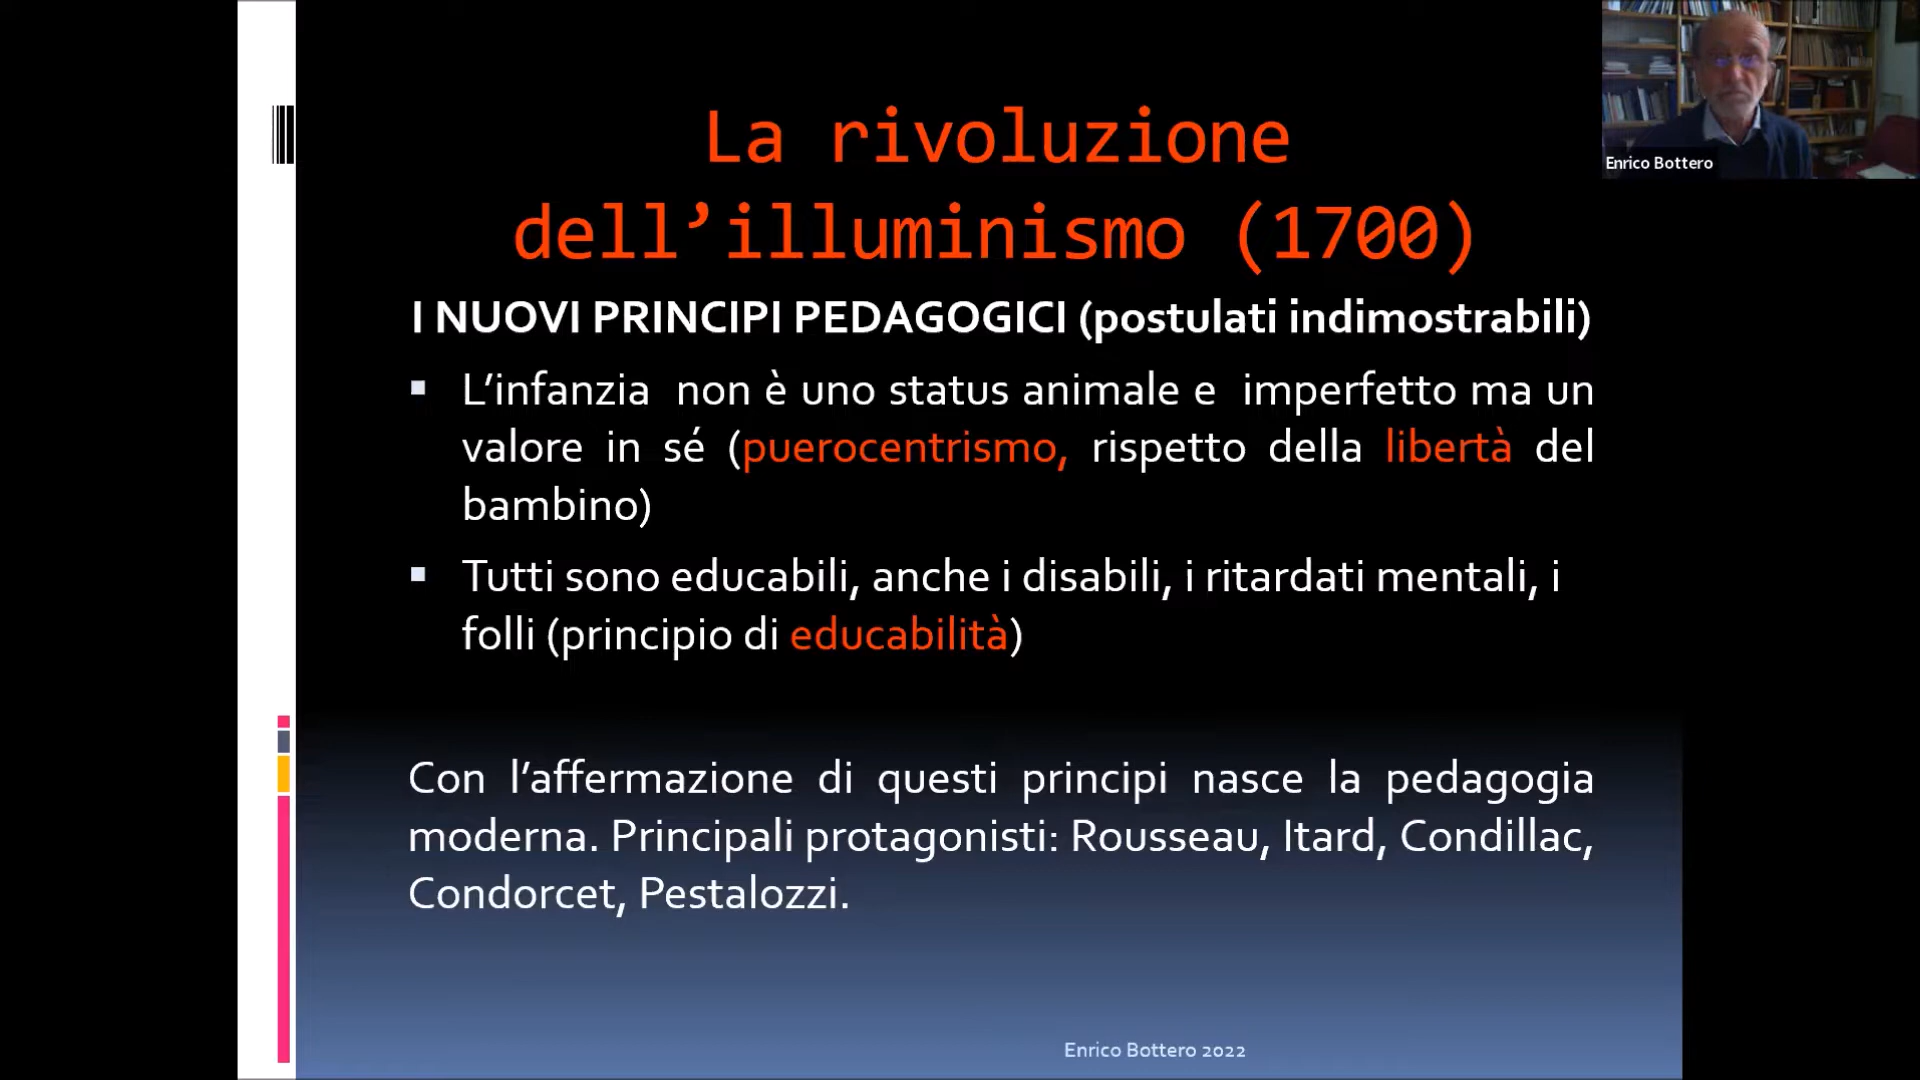 La rivoluzione
dell’illuminismo (1700)
I NUOVI PRINCIPI PEDAGOGICI (postulati indimostrabili)
▪ L’infanzia non è uno status animale e imperfetto ma un
valore in sé (puerocentrismo, rispetto della libertà del
bambino)
▪ Tutti sono educabili, anche i disabili, i ritardati mentali, i
folli (principio di educabilità)
Con l’affermazione di questi principi nasce la pedagogia
moderna. Principali protagonisti: Rousseau, Itard, Condillac,
Condorcet, Pestalozzi.
Enrico Bottero 2022
Enrico Bottero